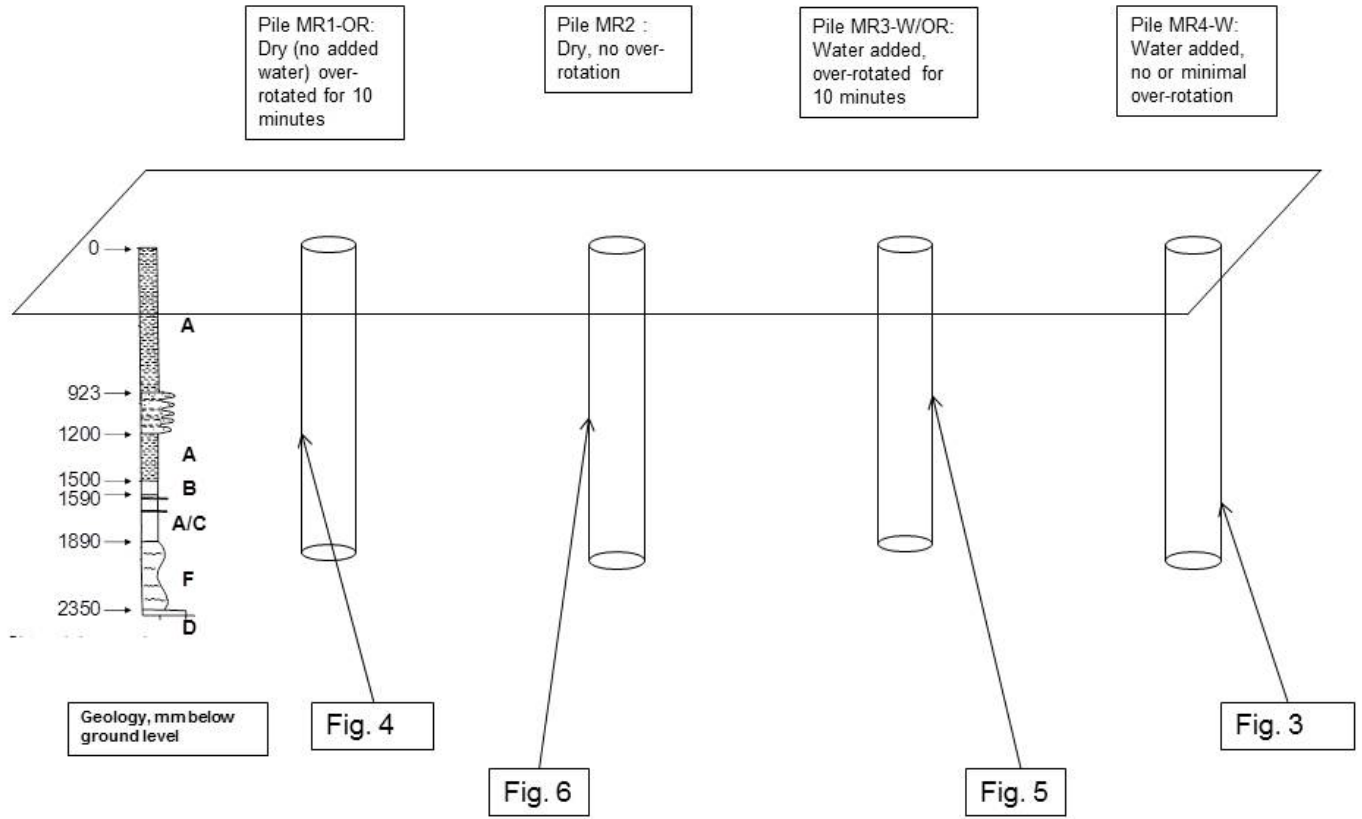 Pile MR1-OR:
Dry (no added
water) over-
rotated for 10
minutes
Pile MR2 :
Dry, no over-
rotation
Pile MR3-W/OR:
Water added,
over-rotated for
10 minutes
Pile MR4-W:
Water added,
no or minimal
over-rotation
0
A
923
1200
A
1500
B
1590
A/C
1890
F
2350
D
Geology, mm below
ground level
Fig. 4
Fig. 3
Fig. 6
Fig. 5